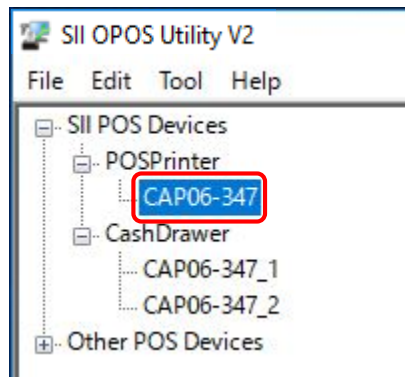 SII OPOS Utility V2
File Edit Tool Help
SII POS Devices
POSPrinter
CAP06-347
CashDrawer
CAP06-347_1
CAP06-347_2
Other POS Devices